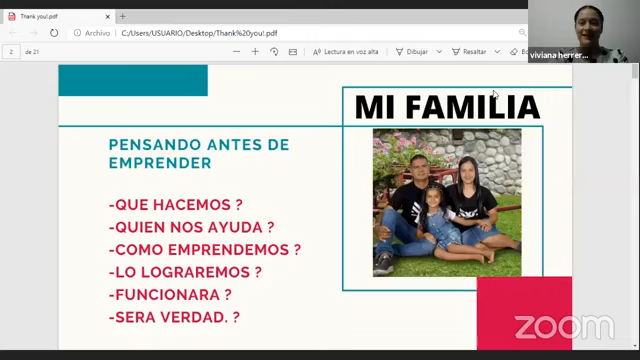 Thank you!.pdf
Archivo C:/Users/USUARIO/Desktop/Thank%20you!.pdf
2 de 21 Lectura en voz alta Dibujar Resaltar
viviana herrer...
MI FAMILIA
PENSANDO ANTES DE
EMPRENDER
-QUE HACEMOS ?
-QUIEN NOS AYUDA ?
-COMO EMPRENDEMOS ?
-LO LOGRAREMOS ?
-FUNCIONARA ?
-SERA VERDAD. ?
zoom